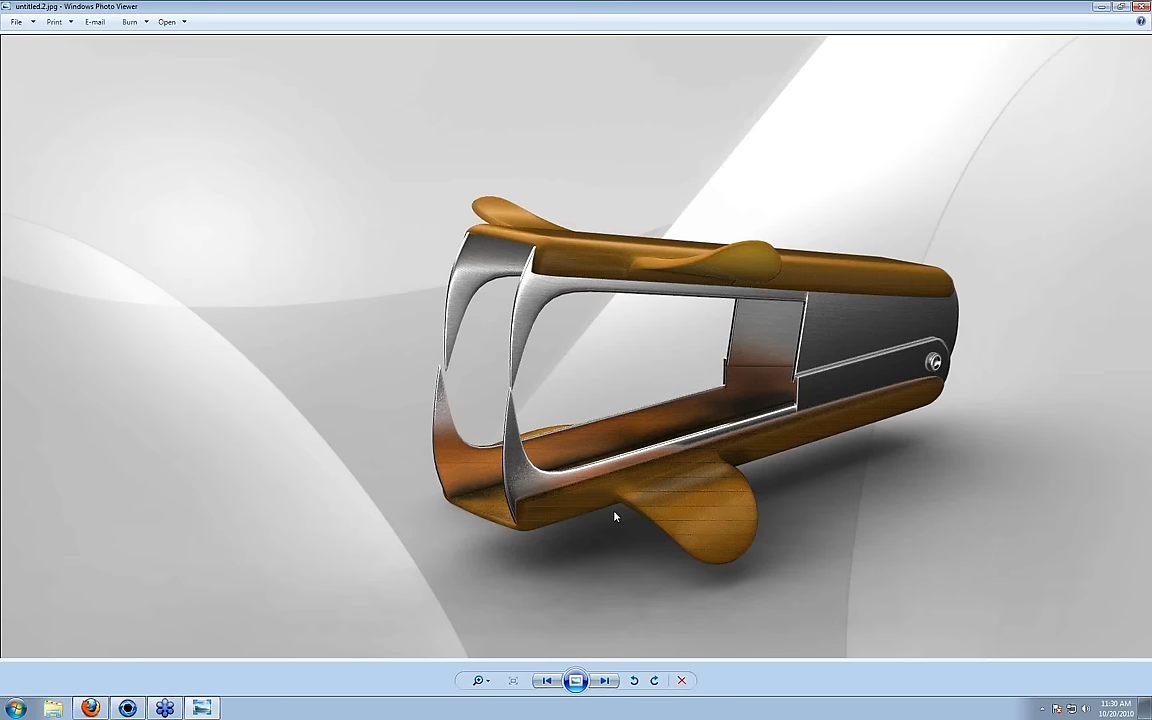 untitled.2.jpg - Windows Photo Viewer
File Print E-mail Burn Open
11:30 AM
10/20/2010